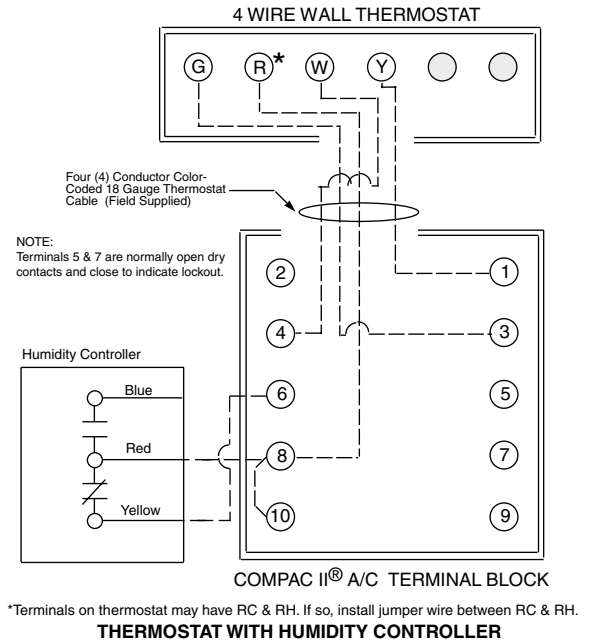 4 WIRE WALL THERMOSTAT
G R* W Y
Four (4) Conductor Color-
Coded 18 Gauge Thermostat
Cable (Field Supplied)
NOTE:
Terminals 5 & 7 are normally open dry
contacts and close to indicate lockout.
2 1
4 3
Humidity Controller
Blue
6 5
Red
8 7
Yellow
10 9
COMPAC II® A/C TERMINAL BLOCK
*Terminals on thermostat may have RC & RH. If so, install jumper wire between RC & RH.
THERMOSTAT WITH HUMIDITY CONTROLLER